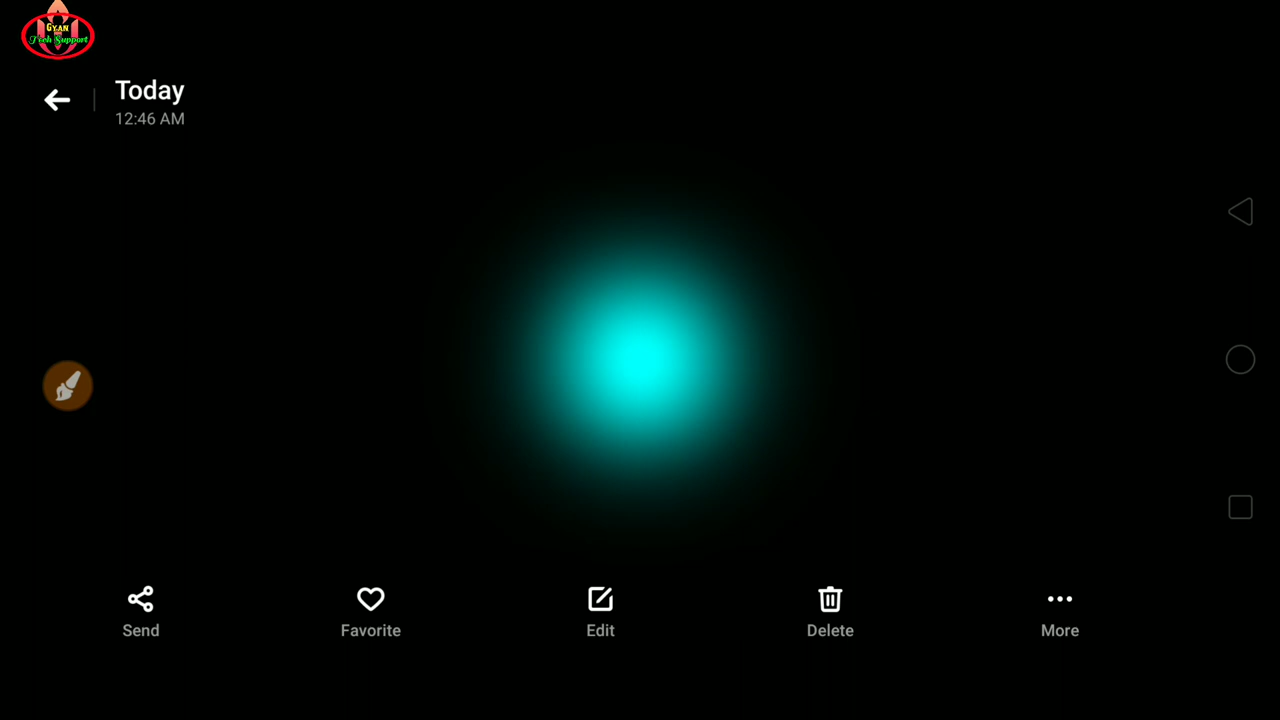 Gyan
Tech Support
Today
12:46 AM
Send
Favorite
Edit
Delete
More